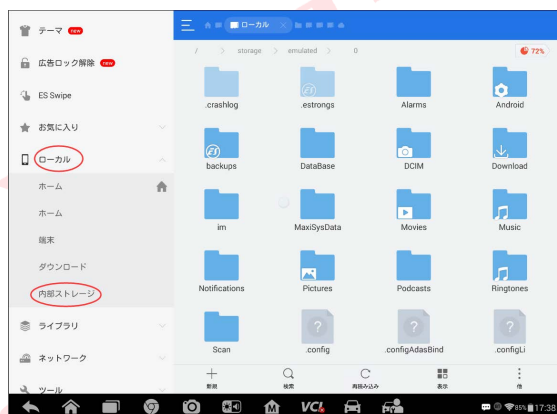 テーマ new
広告ロック解除 new
ES Swipe
お気に入り
ローカル
ホーム
ホーム
端末
ダウンロード
内部ストレージ
ライブラリ
ネットワーク
ツール
ローカル
/ > storage > emulated > 0
72%
.crashlog .estrongs Alarms Android
backups DataBase DCIM Download
im MaxiSysData Movies Music
Notifications Pictures Podcasts Ringtones
Scan .config .configAdasBind .configLi
新規 検索 再読み込み 表示 他
VCI 85% 17:38